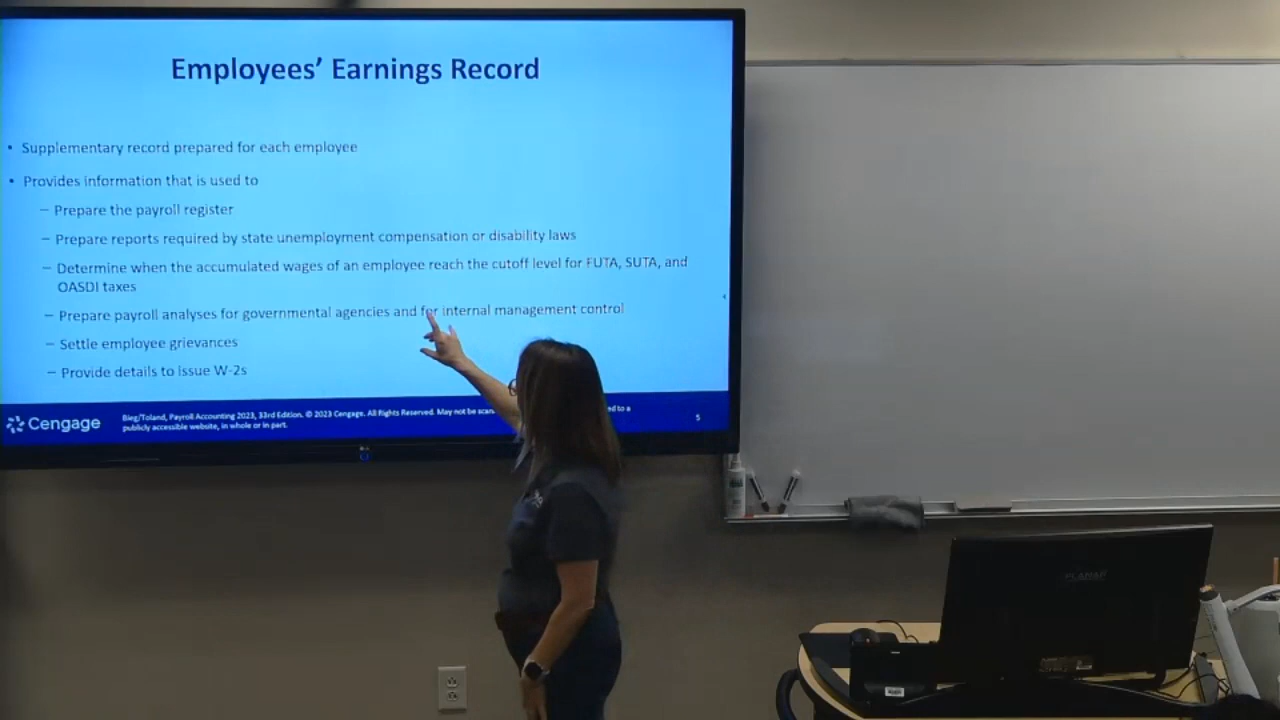 Employees' Earnings Record
• Supplementary record prepared for each employee
• Provides information that is used to
– Prepare the payroll register
– Prepare reports required by state unemployment compensation or disability laws
– Determine when the accumulated wages of an employee reach the cutoff level for FUTA, SUTA, and
OASDI taxes
– Prepare payroll analyses for governmental agencies and for internal management control
– Settle employee grievances
– Provide details to issue W-2s
Cengage
Bieg/Toland, Payroll Accounting 2023, 33rd Edition. © 2023 Cengage. All Rights Reserved. May not be to a
publicly accessible website, in whole or in part.
5
PLANAR